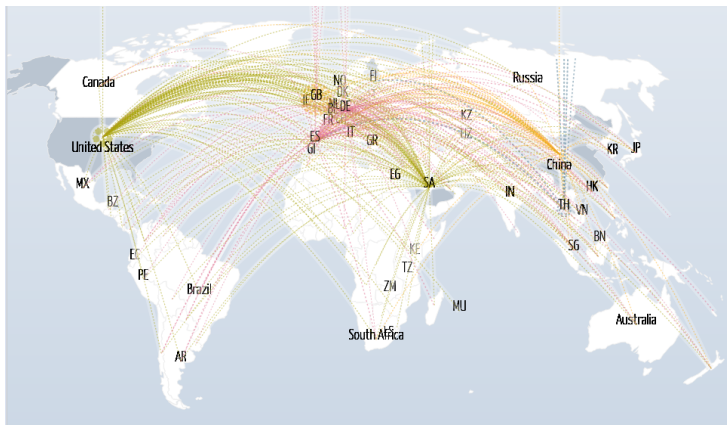 Canada
NO
FI
Russia
GB
DK
IE
NL
DE
BE
FR
KZ
United States
ES
IT
GR
UZ
KR
JP
GI
China
MX
EG
SA
IN
HK
BZ
TH
VN
EC
KE
SG
BN
PE
TZ
Brazil
ZM
MU
Australia
South Africa
LS
AR